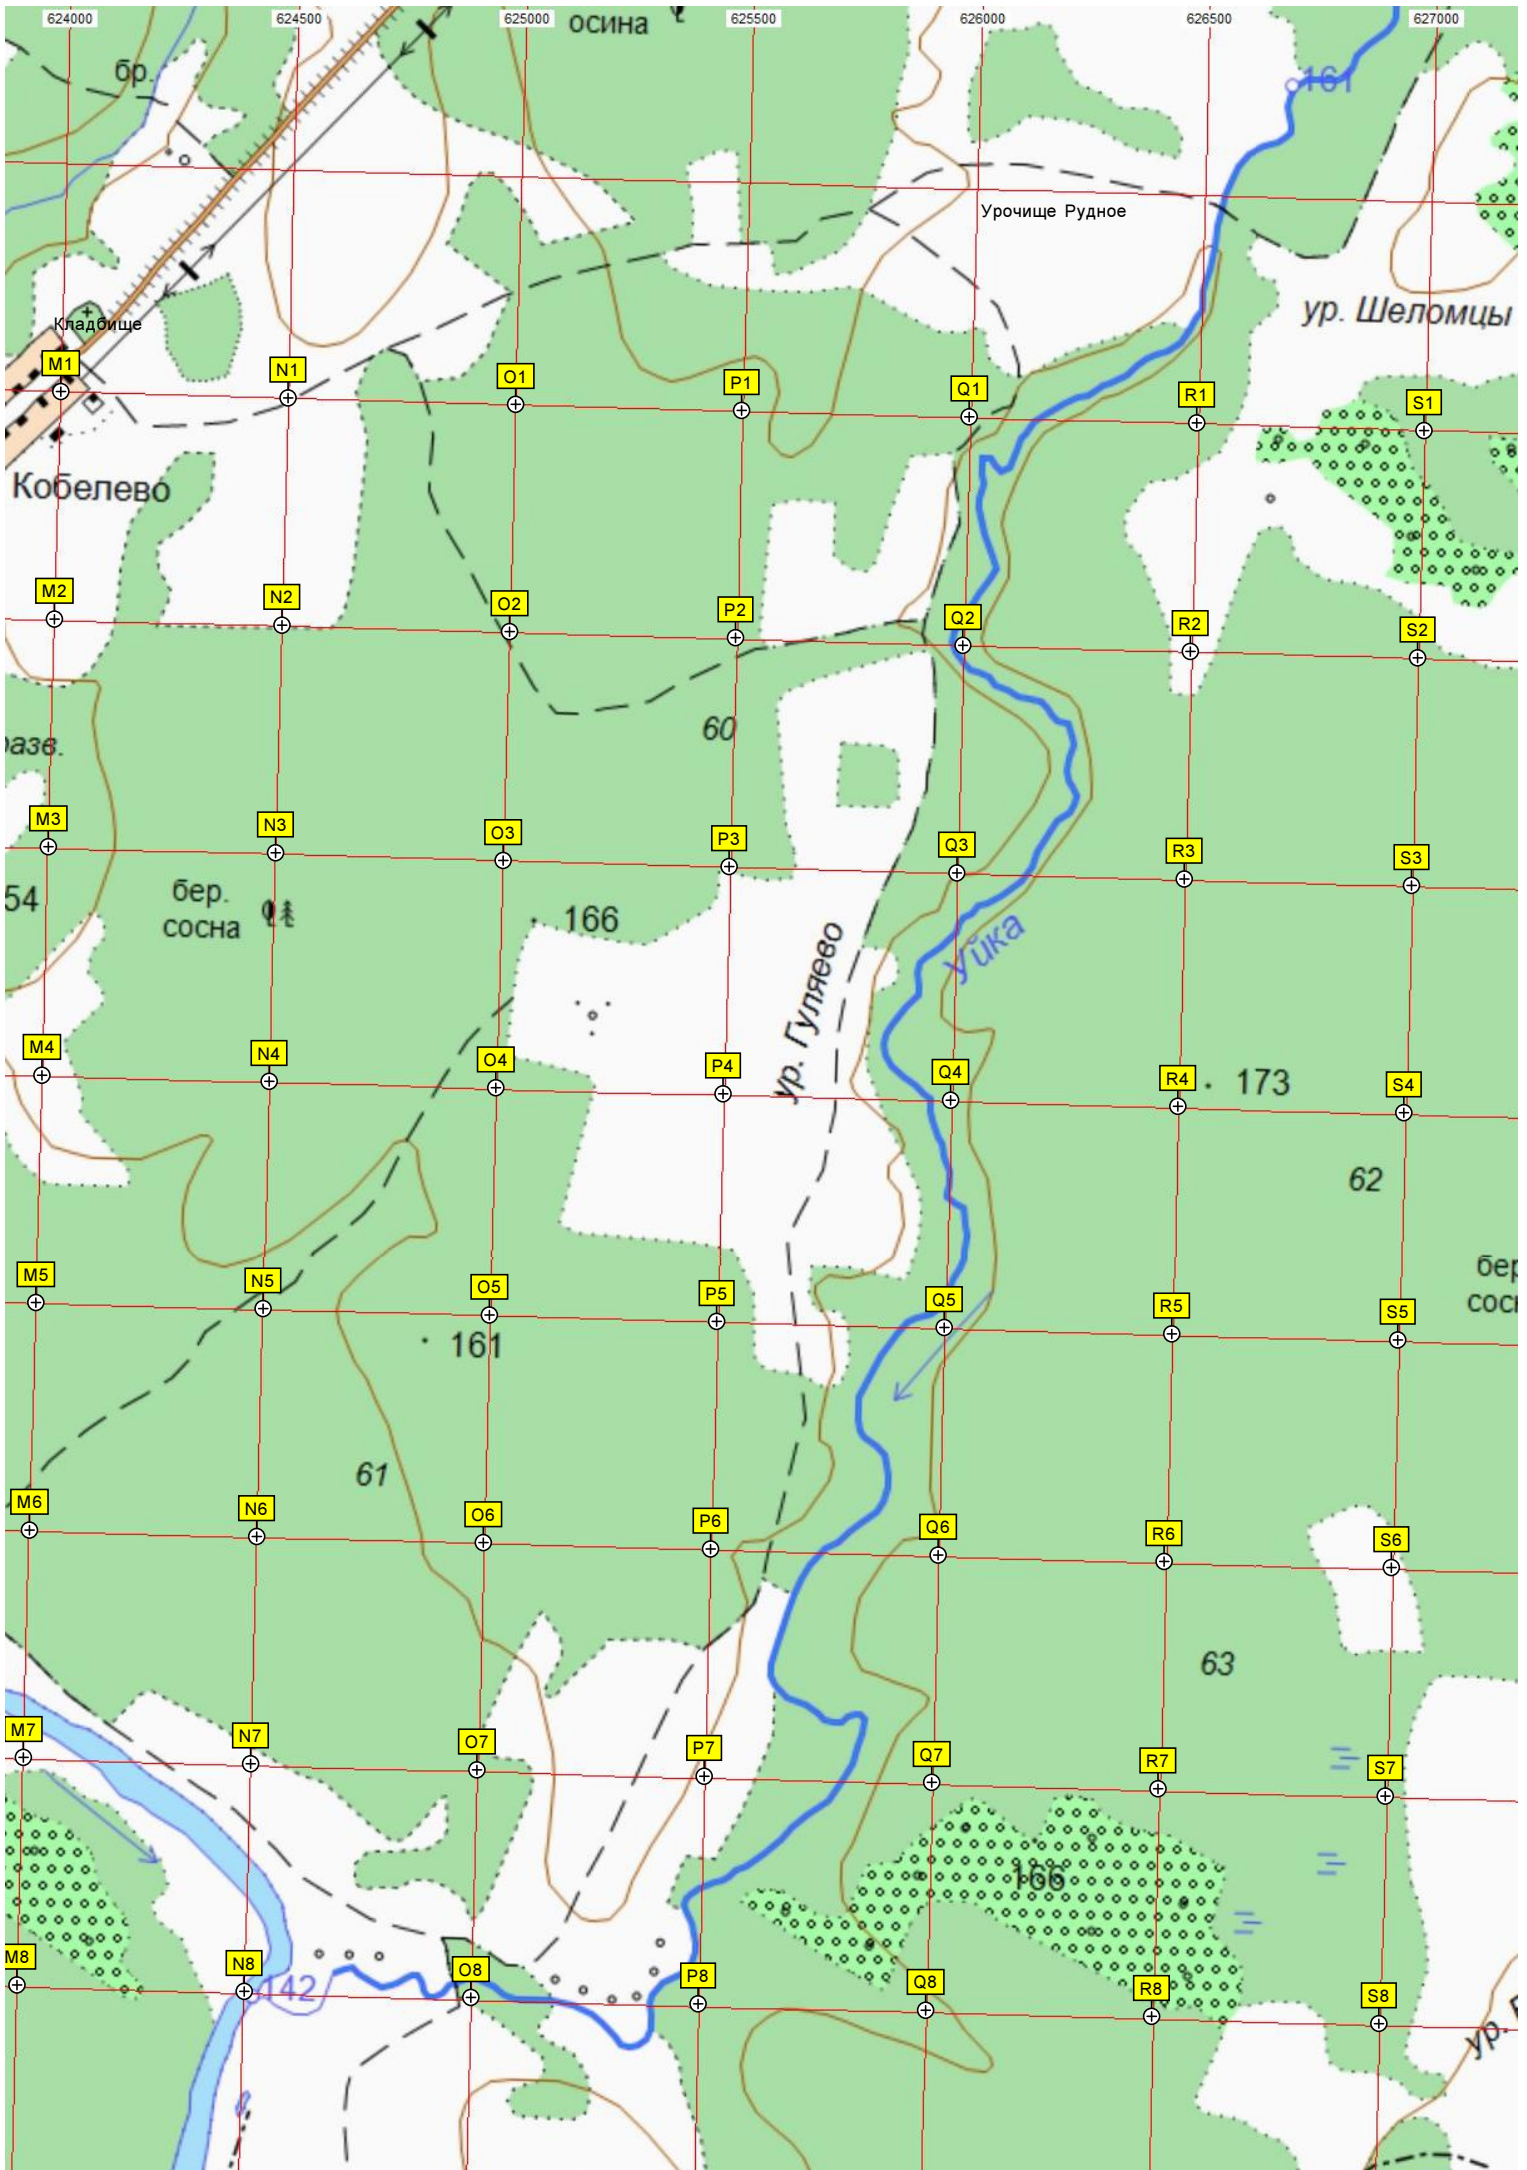 624000 624500 625000 625500 626000 626500 627000
осина
бр.
161
Урочище Рудное
ур. Шеломцы
Кладбище
M1 N1 O1 P1 Q1 R1 S1
Кобелево
M2 N2 O2 P2 Q2 R2 S2
60
разв.
M3 N3 O3 P3 Q3 R3 S3
54
бер.
сосна
166
Уйка
ур. Гуляево
M4 N4 O4 P4 Q4 R4 S4
173
62
M5 N5 O5 P5 Q5 R5 S5
бер
сосн
161
61
M6 N6 O6 P6 Q6 R6 S6
63
M7 N7 O7 P7 Q7 R7 S7
166
M8 N8 O8 P8 Q8 R8 S8
142
ур.